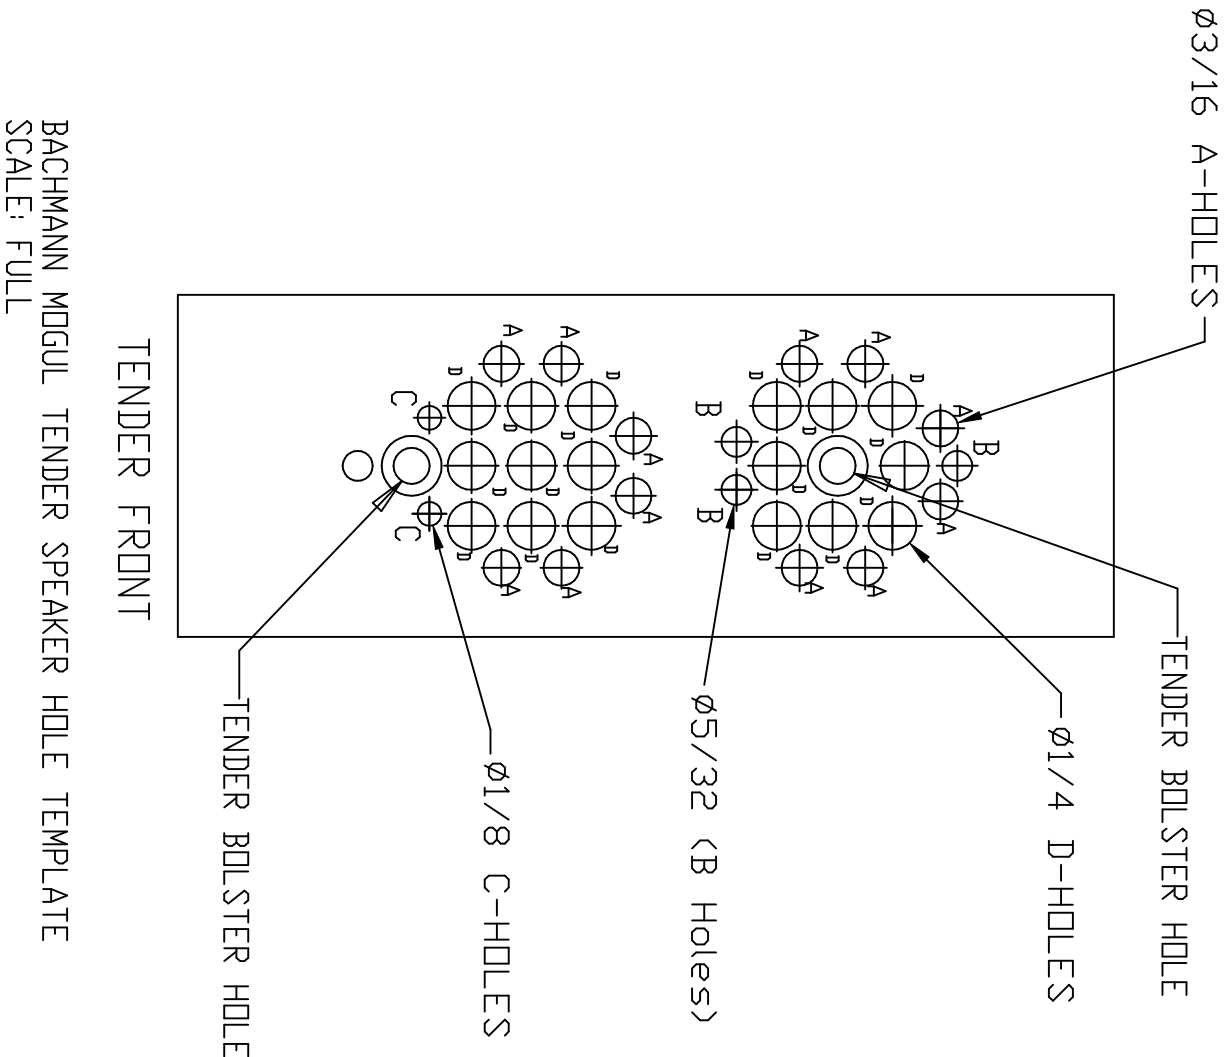 Ø3/16 A-HOLES
TENDER BOLSTER HOLE
Ø1/4 D-HOLES
Ø5/32 (B Holes)
Ø1/8 C-HOLES
TENDER BOLSTER HOLE
A
A
A
A
A
A
A
A
B
D
D
D
D
D
D
D
D
B
B
A
A
A
A
A
A
D
D
D
D
D
D
D
D
D
C
C
TENDER FRONT
BACHMANN MOGUL TENDER SPEAKER HOLE TEMPLATE
SCALE: FULL